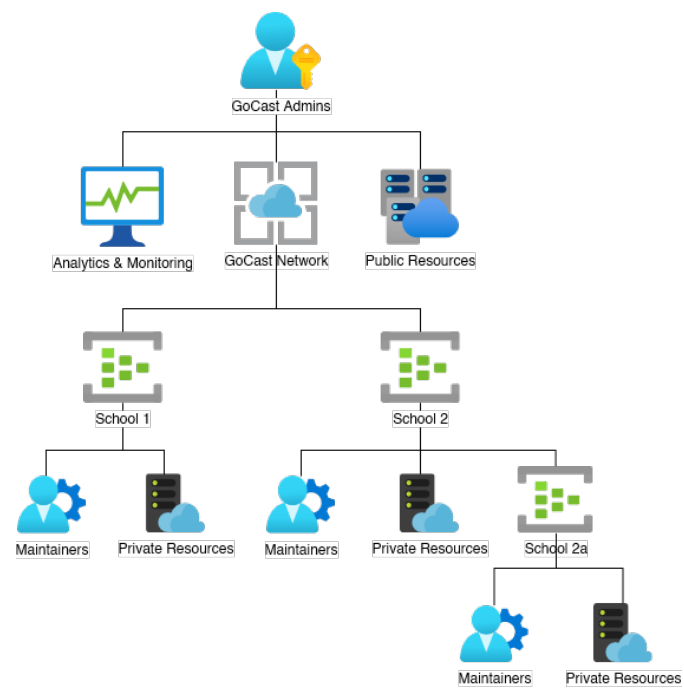 GoCast Admins
Analytics & Monitoring
GoCast Network
Public Resources
School 1
School 2
Maintainers
Private Resources
Maintainers
Private Resources
School 2a
Maintainers
Private Resources